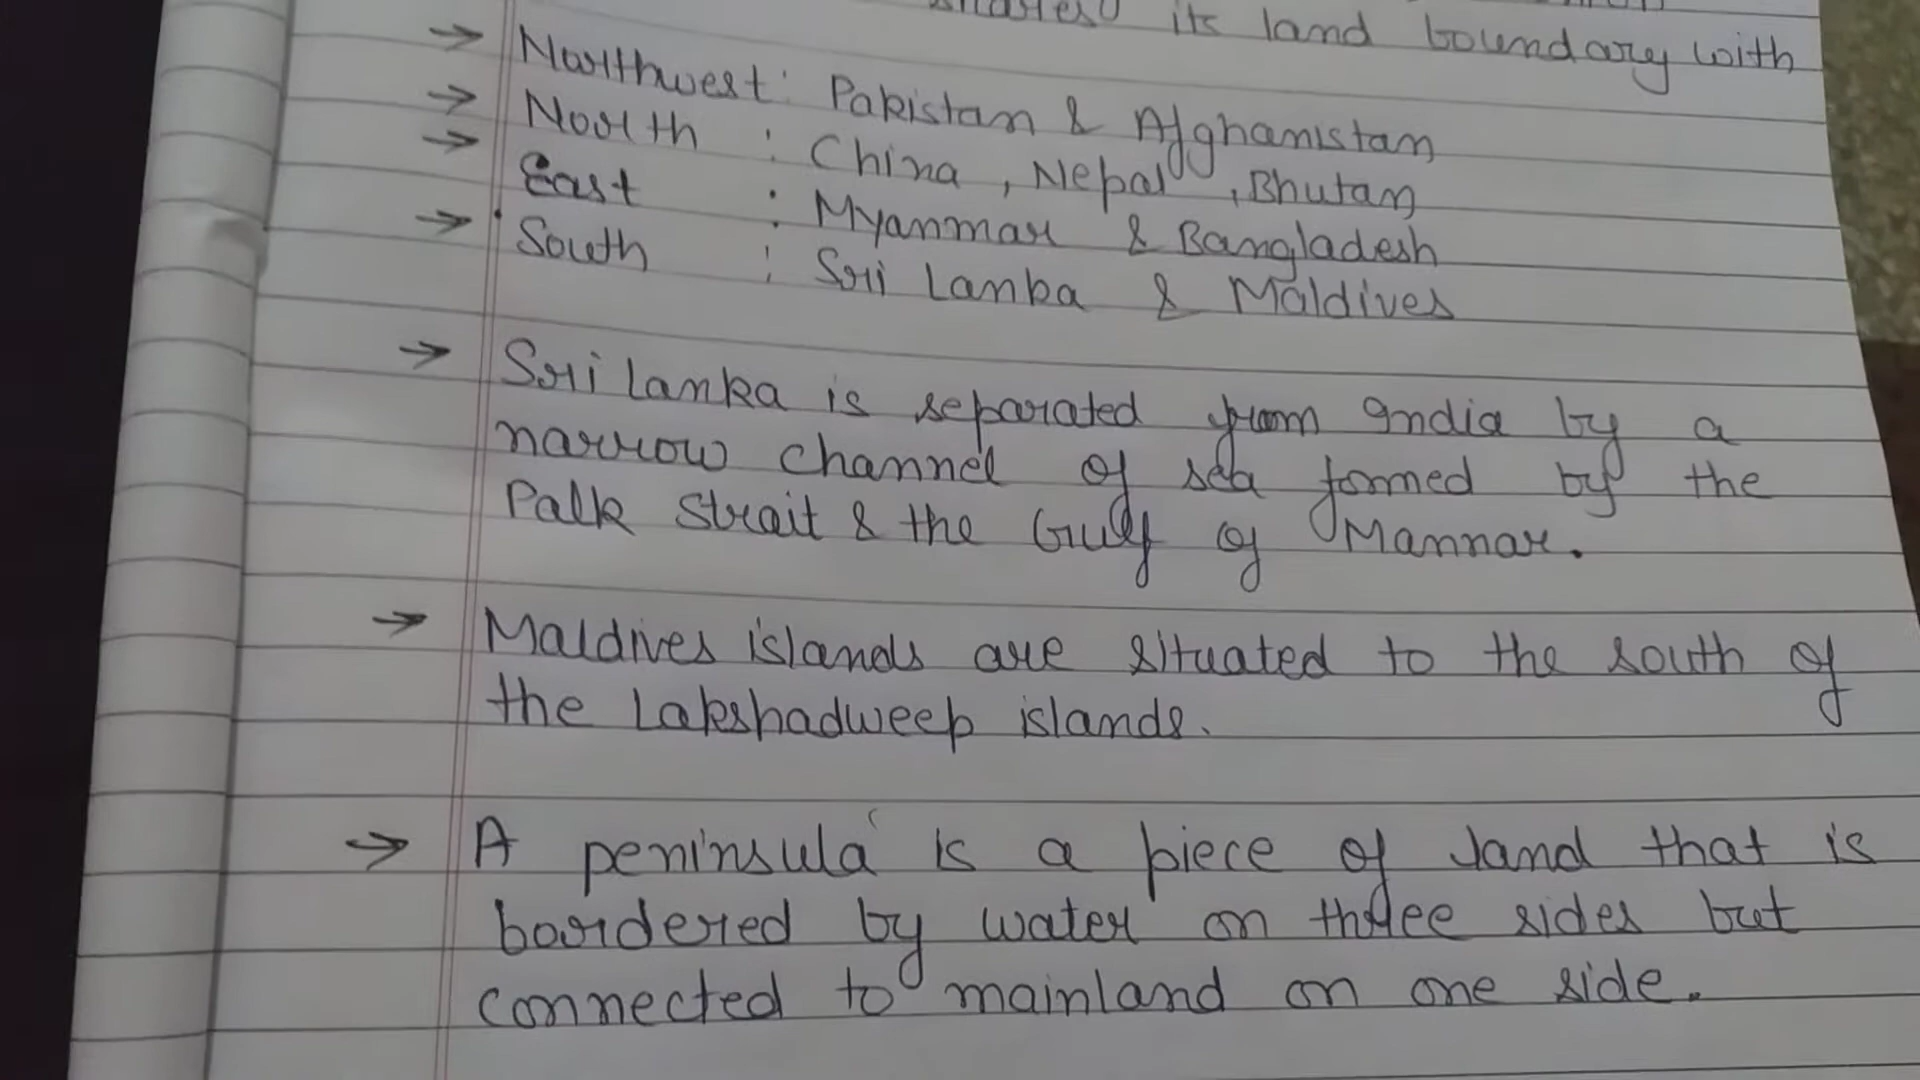 its land boundary with
→ Northwest : Pakistan & Afghanistan
→ North : China , Nepal , Bhutan
→ East : Myanmar & Bangladesh
→ South : Sri Lanka & Maldives
→ Sri Lanka is separated from India by a
narrow channel of sea formed by the
Palk Strait & the Gulf of Mannar.
→ Maldives islands are situated to the south of
the Lakshadweep islands.
→ A peninsula is a piece of land that is
bordered by water on three sides but
connected to mainland on one side.